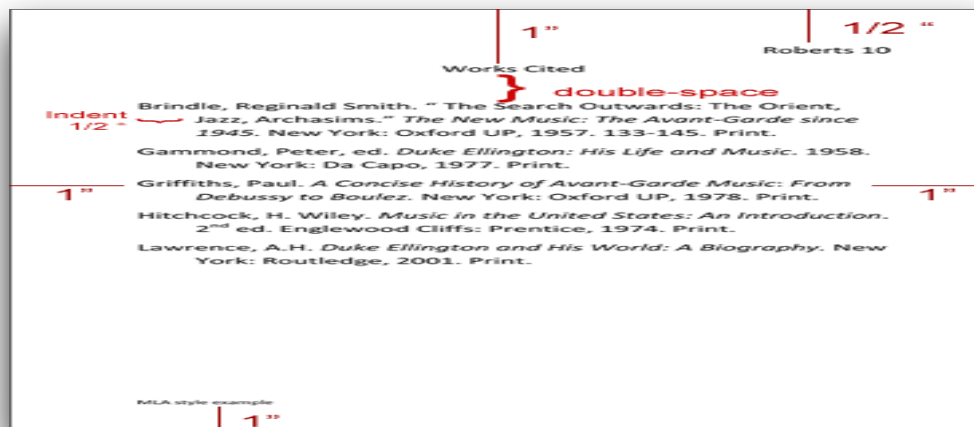 1” 1/2 “
Roberts 10
Works Cited
} double-space
Brindle, Reginald Smith. “ The Search Outwards: The Orient,
Indent Jazz, Archasims.” The New Music: The Avant-Garde since
1/2 “ 1945. New York: Oxford UP, 1957. 133-145. Print.
Gammond, Peter, ed. Duke Ellington: His Life and Music. 1958.
New York: Da Capo, 1977. Print.
Griffiths, Paul. A Concise History of Avant-Garde Music: From
1” Debussy to Boulez. New York: Oxford UP, 1978. Print. 1”
Hitchcock, H. Wiley. Music in the United States: An Introduction.
2nd ed. Englewood Cliffs: Prentice, 1974. Print.
Lawrence, A.H. Duke Ellington and His World: A Biography. New
York: Routledge, 2001. Print.
MLA style example
1”